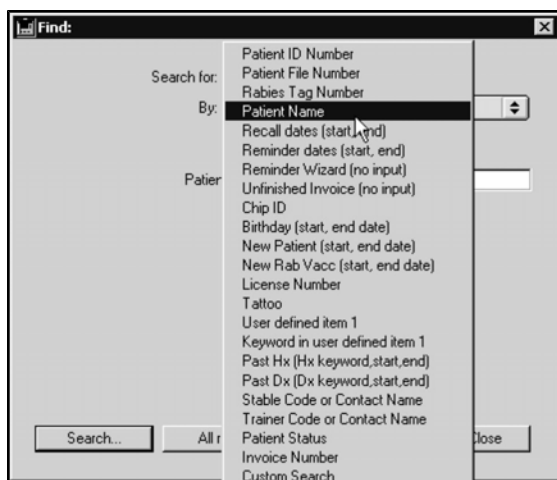 Find:
Search for:
By:
Patient ID Number
Patient File Number
Rabies Tag Number
Patient Name
Recall dates (start, end)
Reminder dates (start, end)
Reminder Wizard (no input)
Unfinished Invoice (no input)
Chip ID
Birthday (start, end date)
New Patient (start, end date)
New Rab Vacc (start, end date)
License Number
Tattoo
User defined item 1
Keyword in user defined item 1
Past Hx (Hx keyword,start,end)
Past Dx (Dx keyword,start,end)
Stable Code or Contact Name
Trainer Code or Contact Name
Patient Status
Invoice Number
Custom Search
Search...
All